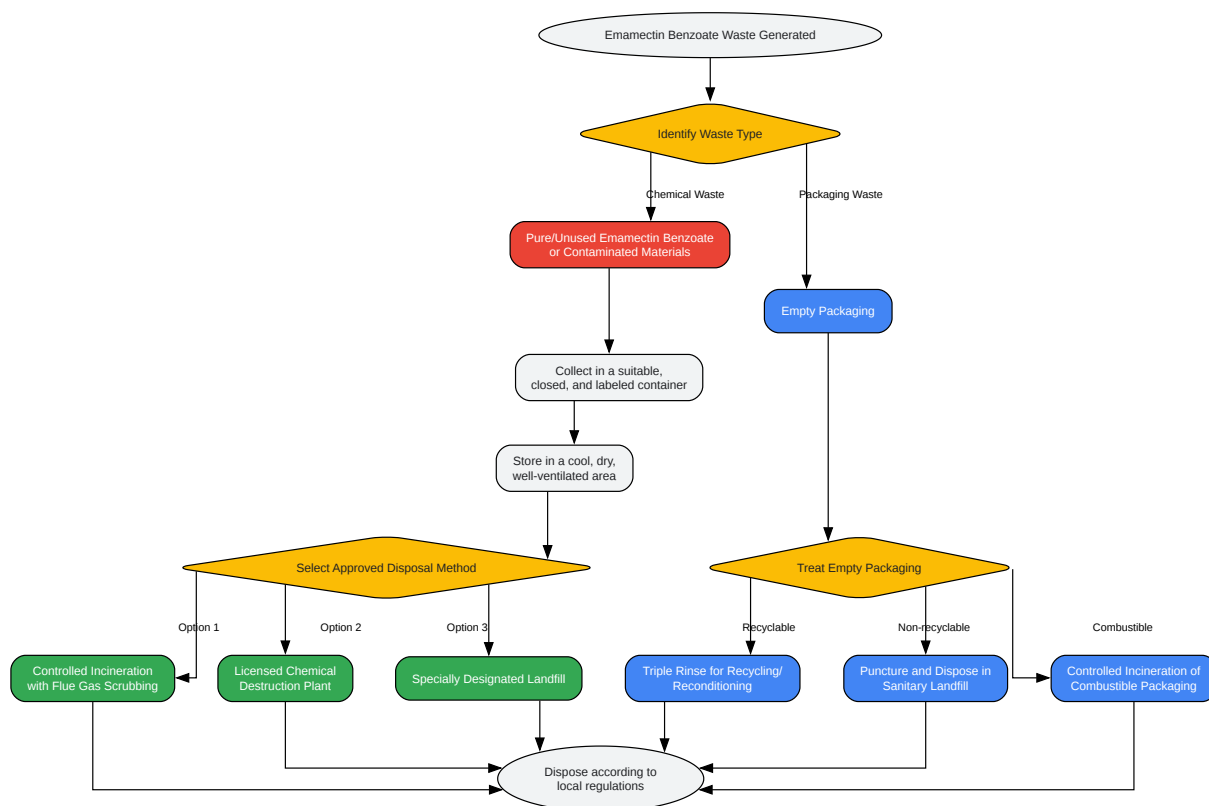 Emamectin Benzoate Waste Generated
Identify Waste Type
Chemical Waste
Packaging Waste
Pure/Unused Emamectin Benzoate
or Contaminated Materials
Empty Packaging
Collect in a suitable,
closed, and labeled container
Store in a cool, dry,
well-ventilated area
Select Approved Disposal Method
Treat Empty Packaging
Option 1
Option 2
Option 3
Recyclable
Non-recyclable
Combustible
Controlled Incineration
with Flue Gas Scrubbing
Licensed Chemical
Destruction Plant
Specially Designated Landfill
Triple Rinse for Recycling/
Reconditioning
Puncture and Dispose in
Sanitary Landfill
Controlled Incineration of
Combustible Packaging
Dispose according to
local regulations